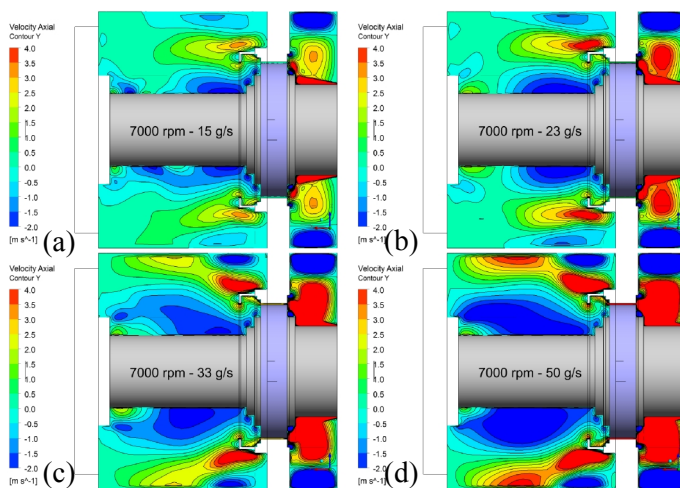 Velocity Axial
Contour Y
4.0
3.5
3.0
2.5
2.0
1.5
1.0
0.5
0.0
-0.5
-1.0
-1.5
-2.0
[m s^-1]
7000 rpm - 15 g/s
(a)
Velocity Axial
Contour Y
4.0
3.5
3.0
2.5
2.0
1.5
1.0
0.5
0.0
-0.5
-1.0
-1.5
-2.0
[m s^-1]
7000 rpm - 23 g/s
(b)
Velocity Axial
Contour Y
4.0
3.5
3.0
2.5
2.0
1.5
1.0
0.5
0.0
-0.5
-1.0
-1.5
-2.0
[m s^-1]
7000 rpm - 33 g/s
(c)
Velocity Axial
Contour Y
4.0
3.5
3.0
2.5
2.0
1.5
1.0
0.5
0.0
-0.5
-1.0
-1.5
-2.0
[m s^-1]
7000 rpm - 50 g/s
(d)